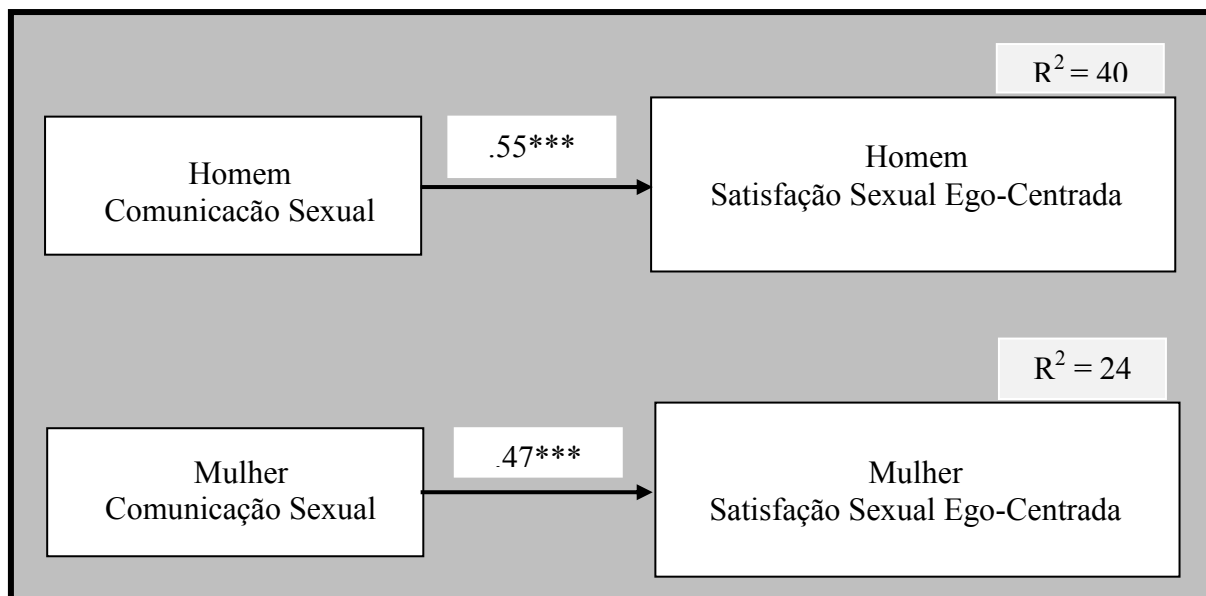 R² = 40
.55***
Homem
Comunicacão Sexual
Homem
Satisfação Sexual Ego-Centrada
R² = 24
.47***
Mulher
Comunicação Sexual
Mulher
Satisfação Sexual Ego-Centrada